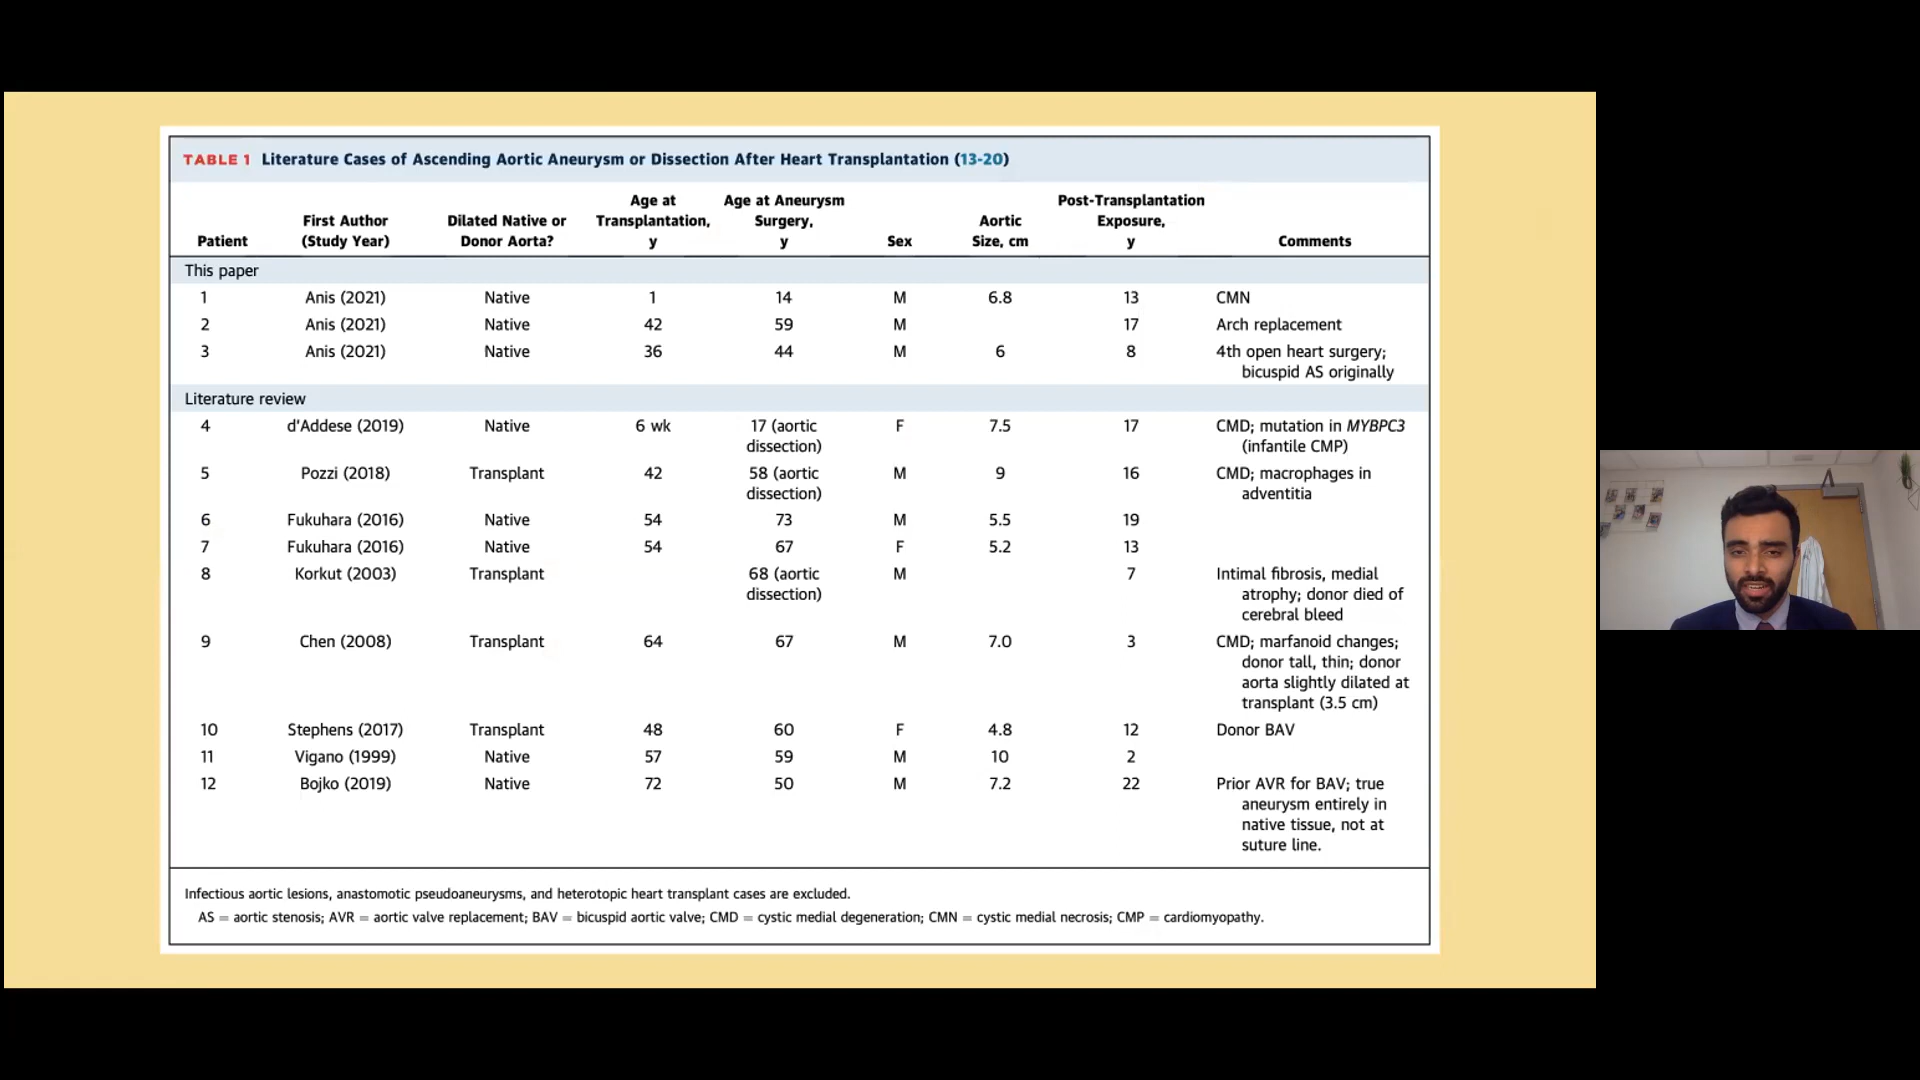 TABLE 1 Literature Cases of Ascending Aortic Aneurysm or Dissection After Heart Transplantation (13-20)
Patient First Author (Study Year) Dilated Native or Donor Aorta? Age at Transplantation, y Age at Aneurysm Surgery, y Sex Aortic Size, cm Post-Transplantation Exposure, y Comments
This paper
1 Anis (2021) Native 1 14 M 6.8 13 CMN
2 Anis (2021) Native 42 59 M 17 Arch replacement
3 Anis (2021) Native 36 44 M 6 8 4th open heart surgery;
bicuspid AS originally
Literature review
4 d'Addese (2019) Native 6 wk 17 (aortic F 7.5 17 CMD; mutation in MYBPC3
dissection) (infantile CMP)
5 Pozzi (2018) Transplant 42 58 (aortic M 9 16 CMD; macrophages in
dissection) adventitia
6 Fukuhara (2016) Native 54 73 M 5.5 19
7 Fukuhara (2016) Native 54 67 F 5.2 13
8 Korkut (2003) Transplant 68 (aortic M 7 Intimal fibrosis, medial
dissection) atrophy; donor died of
cerebral bleed
9 Chen (2008) Transplant 64 67 M 7.0 3 CMD; marfanoid changes;
donor tall, thin; donor
aorta slightly dilated at
transplant (3.5 cm)
10 Stephens (2017) Transplant 48 60 F 4.8 12 Donor BAV
11 Vigano (1999) Native 57 59 M 10 2
12 Bojko (2019) Native 72 50 M 7.2 22 Prior AVR for BAV; true
aneurysm entirely in
native tissue, not at
suture line.
Infectious aortic lesions, anastomotic pseudoaneurysms, and heterotopic heart transplant cases are excluded.
AS = aortic stenosis; AVR = aortic valve replacement; BAV = bicuspid aortic valve; CMD = cystic medial degeneration; CMN = cystic medial necrosis; CMP = cardiomyopathy.